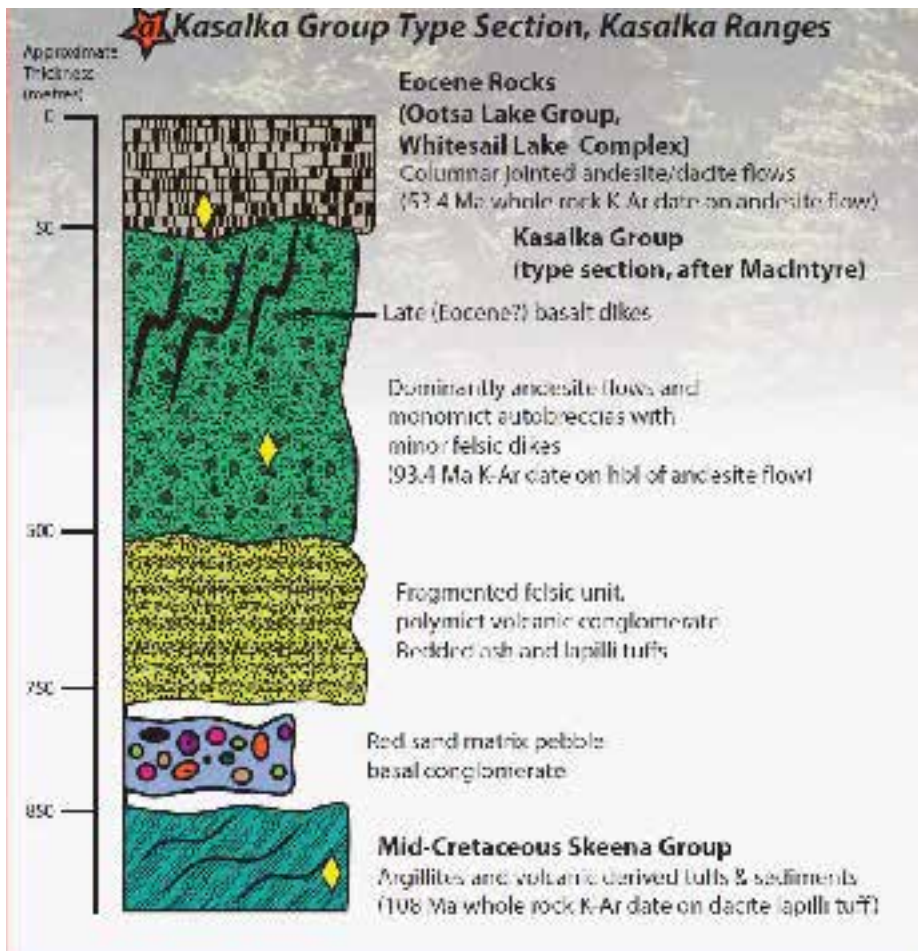 a) Kasalka Group Type Section, Kasalka Ranges
Approximate
Thickness
(metres)
0
50
500
750
850
Eocene Rocks
(Ootsa Lake Group,
Whitesail Lake Complex)
Columnar jointed andesite/dacite flows
(53.4 Ma whole rock K-Ar date on andesite flow)
Kasalka Group
(type section, after MacIntyre)
Late (Eocene?) basalt dikes
Dominantly andesite flows and
monomict autobreccias with
minor felsic dikes
(93.4 Ma K-Ar date on hbl of andesite flow)
Fragmented felsic unit,
polymict volcanic conglomerate
Bedded ash and lapilli tuffs
Red sand matrix pebble
basal conglomerate
Mid-Cretaceous Skeena Group
Argillites and volcanic derived tuffs & sediments
(108 Ma whole rock K-Ar date on dacite lapilli tuff)